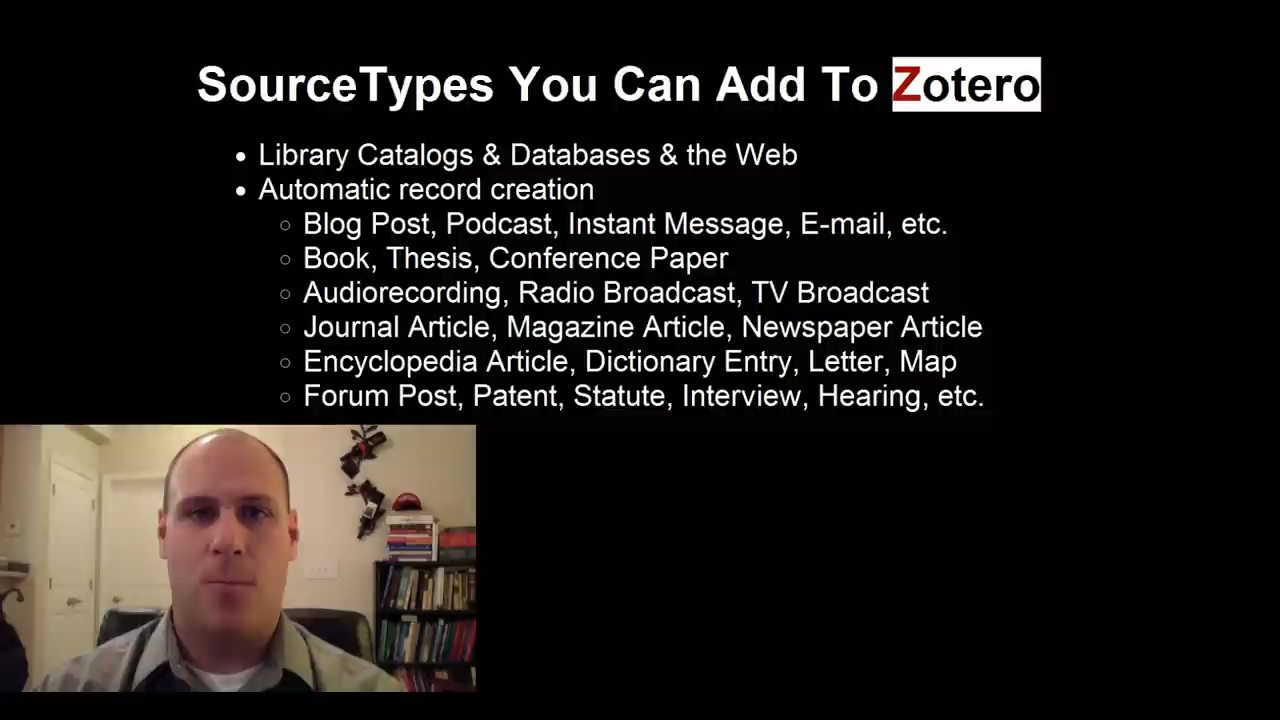 SourceTypes You Can Add To Zotero
Library Catalogs & Databases & the Web
Automatic record creation
Blog Post, Podcast, Instant Message, E-mail, etc.
Book, Thesis, Conference Paper
Audiorecording, Radio Broadcast, TV Broadcast
Journal Article, Magazine Article, Newspaper Article
Encyclopedia Article, Dictionary Entry, Letter, Map
Forum Post, Patent, Statute, Interview, Hearing, etc.